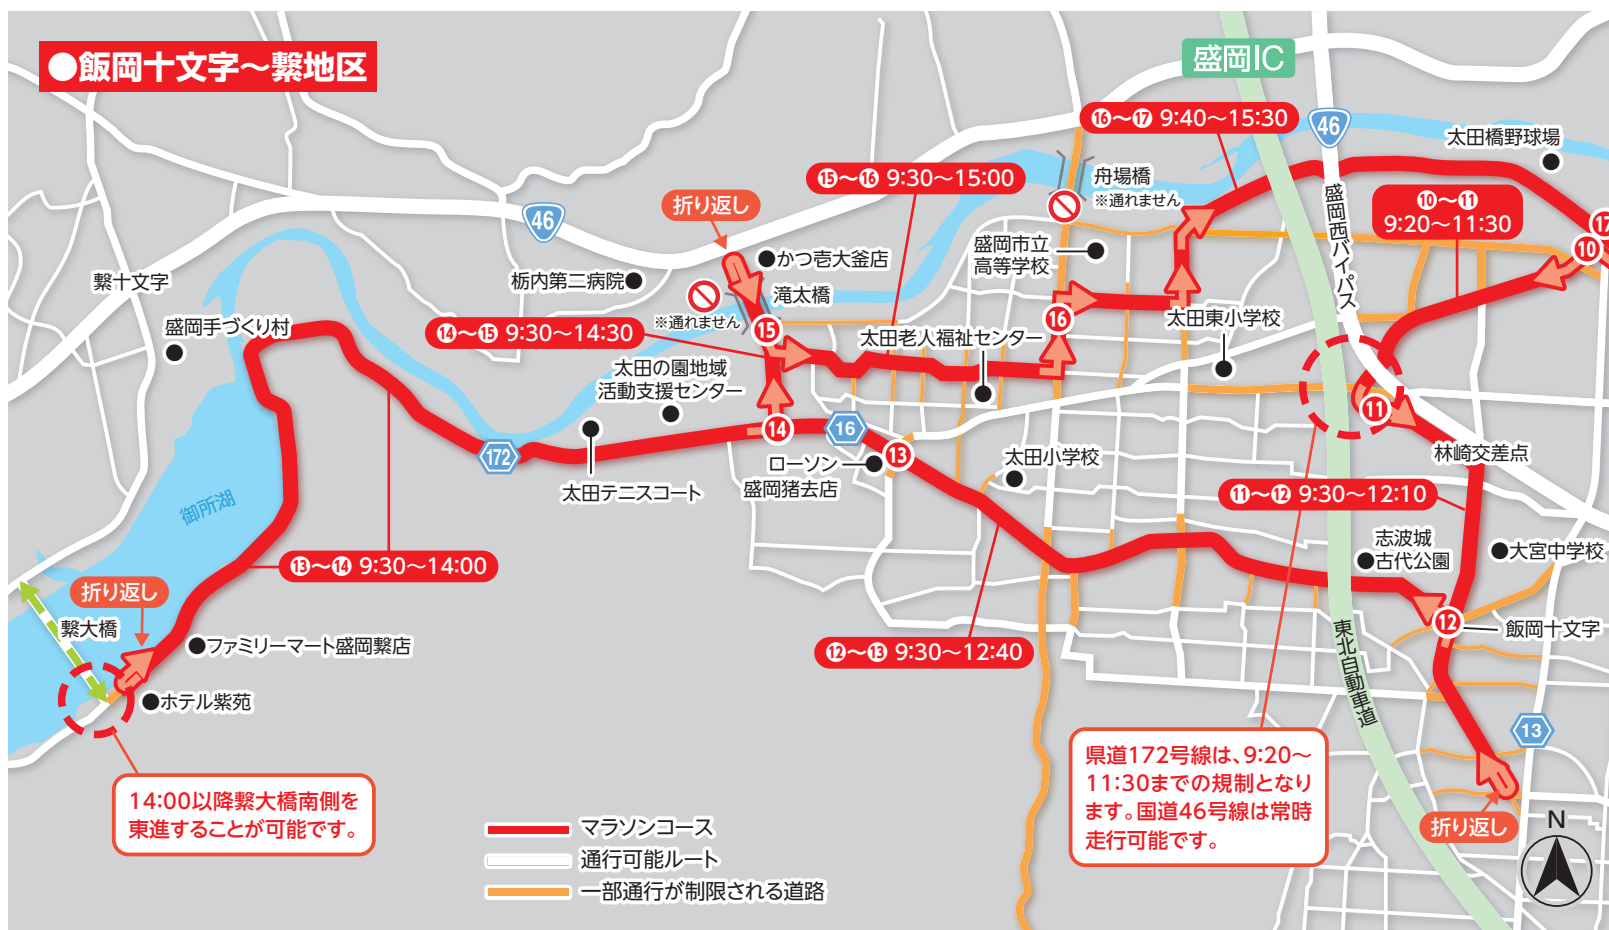 ●飯岡十文字〜繋地区
盛岡IC
⑯〜⑰ 9:40〜15:30
46
太田橋野球場
⑮〜⑯ 9:30〜15:00
舟場橋
※通れません
盛岡西バイパス
⑩〜⑪
9:20〜11:30
折り返し
46
盛岡市立
高等学校
⑰
⑩
かつ壱大釜店
栃内第二病院
滝太橋
※通れません
繋十文字
盛岡手づくり村
⑭〜⑮ 9:30〜14:30
⑮
⑯
太田東小学校
太田老人福祉センター
太田の園地域
活動支援センター
⑪
⑭
16
⑬
172
林崎交差点
ローソン
盛岡猪去店
太田小学校
太田テニスコート
⑪〜⑫ 9:30〜12:10
御所湖
志波城
古代公園
大宮中学校
⑬〜⑭ 9:30〜14:00
折り返し
繋大橋
ファミリーマート盛岡繋店
⑫
飯岡十文字
⑫〜⑬ 9:30〜12:40
東北自動車道
ホテル紫苑
13
県道172号線は、9:20〜
11:30までの規制となり
ます。国道46号線は常時
走行可能です。
14:00以降繋大橋南側を
東進することが可能です。
折り返し
N
マラソンコース
通行可能ルート
一部通行が制限される道路